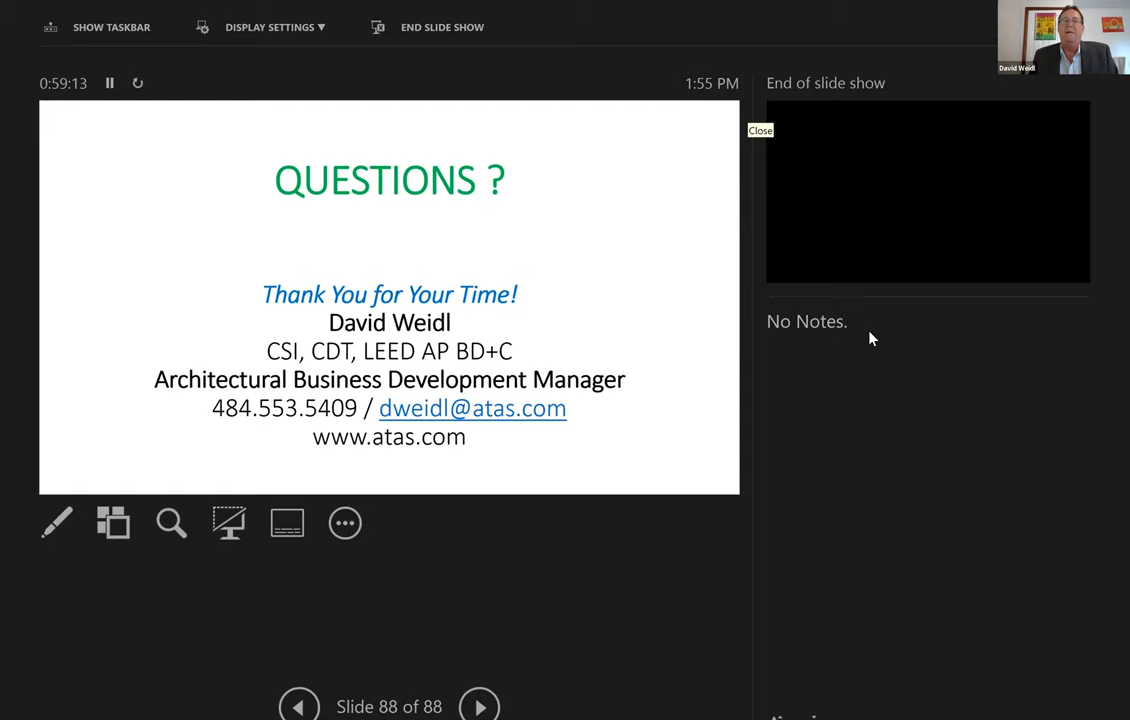 SHOW TASKBAR
DISPLAY SETTINGS ▼
END SLIDE SHOW
David Weidl
0:59:13
1:55 PM
End of slide show
Close
QUESTIONS ?
Thank You for Your Time!
David Weidl
CSI, CDT, LEED AP BD+C
Architectural Business Development Manager
484.553.5409 / dweidl@atas.com
www.atas.com
No Notes.
Slide 88 of 88